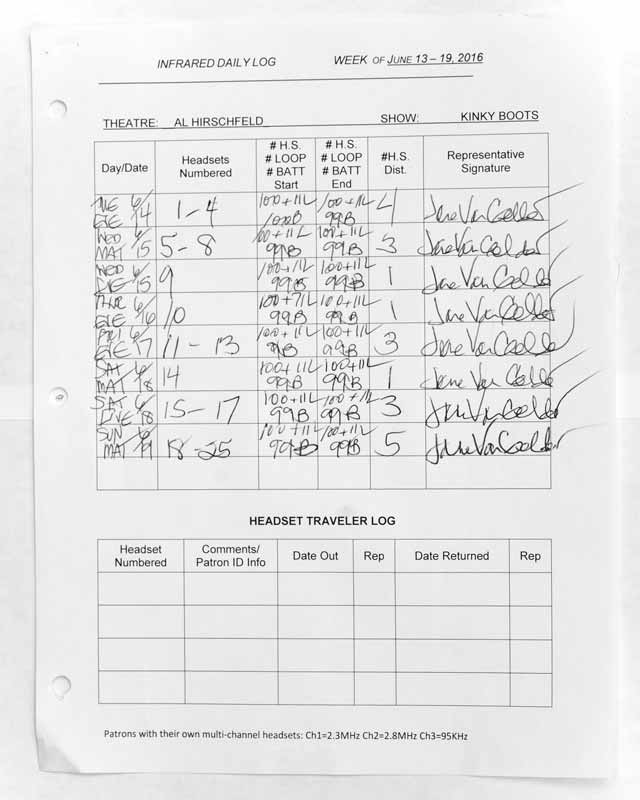 INFRARED DAILY LOG WEEK OF JUNE 13 – 19, 2016
THEATRE: AL HIRSCHFELD SHOW: KINKY BOOTS
Day/Date Headsets Numbered # H.S. # LOOP # BATT Start # H.S. # LOOP # BATT End #H.S. Dist. Representative Signature
TUE 6/14 EVE 1-4 100+11L 100B 100+11L 99B 4 Jane Van Gelder
WED 6/15 MAT 5-8 100+11L 99B 100+11L 99B 3 Jane Van Gelder
WED 6/15 EVE 9 100+11L 99B 100+11L 99B 1 Jane Van Gelder
THUR 6/16 EVE 10 100+11L 99B 100+11L 99B 1 Jane Van Gelder
FRI 6/17 EVE 11-13 100+11L 99B 100+11L 99B 3 Jane Van Gelder
SAT 6/18 MAT 14 100+11L 99B 100+11L 99B 1 Jane Van Gelder
SAT 6/18 EVE 15-17 100+11L 99B 100+11L 99B 3 Jane Van Gelder
SUN 6/19 MAT 18-25 100+11L 99B 100+11L 99B 5 Jane Van Gelder
HEADSET TRAVELER LOG
Headset Numbered Comments/ Patron ID Info Date Out Rep Date Returned Rep
Patrons with their own multi-channel headsets: Ch1=2.3MHz Ch2=2.8MHz Ch3=95KHz